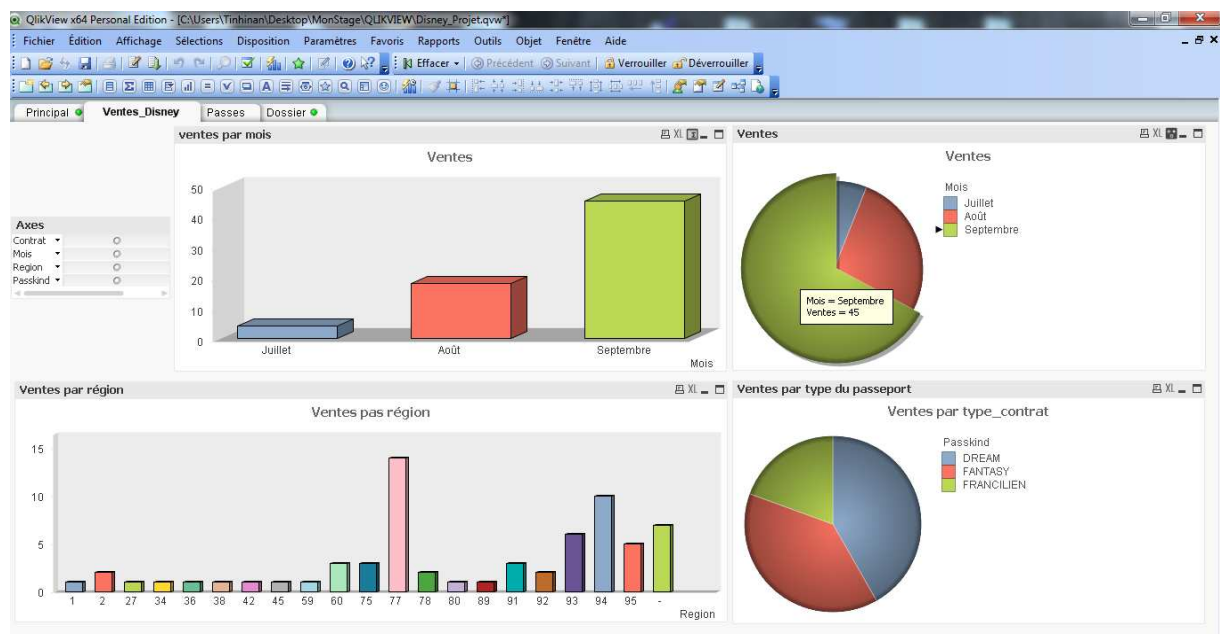 QlikView x64 Personal Edition - [C:\Users\Tinhinan\Desktop\MonStage\QLIKVIEW\Disney_Projet.qvw*]
Fichier Édition Affichage Sélections Disposition Paramètres Favoris Rapports Outils Objet Fenêtre Aide
Effacer Précédent Suivant Verrouiller Déverrouiller
Principal Ventes_Disney Passes Dossier
ventes par mois XL
Ventes
50
40
30
20
10
0
Juillet Août Septembre
Mois
Ventes XL
Ventes
Mois
Juillet
Août
Septembre
Mois = Septembre
Ventes = 45
Axes
Contrat
Mois
Region
Passkind
Ventes par région XL
Ventes pas région
15
10
5
0
1 2 27 34 36 38 42 45 59 60 75 77 78 80 89 91 92 93 94 95 -
Region
Ventes par type du passeport XL
Ventes par type_contrat
Passkind
DREAM
FANTASY
FRANCILIEN